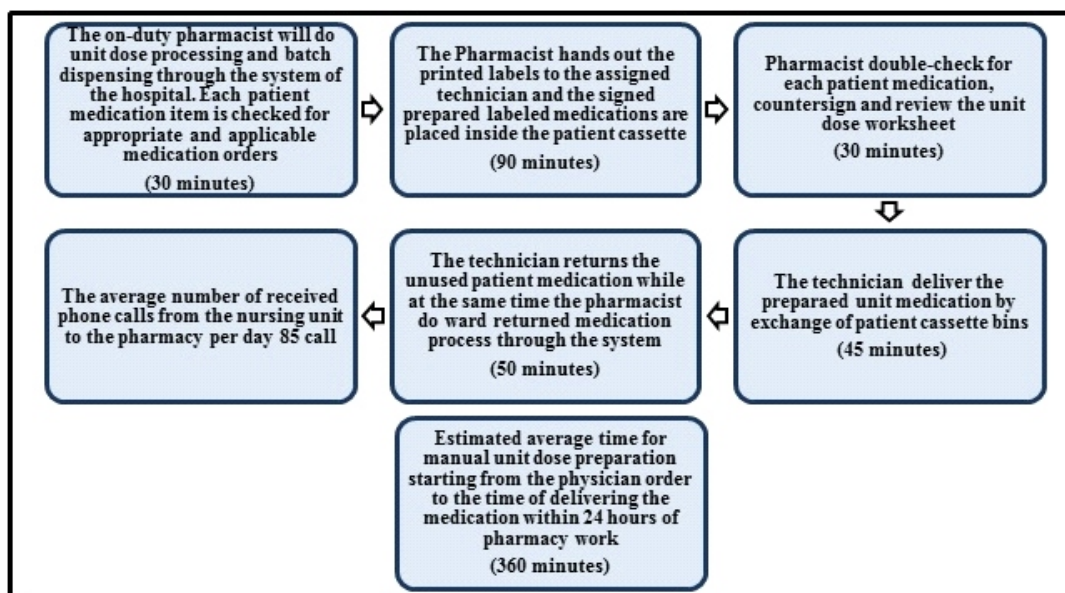 The on-duty pharmacist will do
unit dose processing and batch
dispensing through the system of
the hospital. Each patient
medication item is checked for
appropriate and applicable
medication orders
(30 minutes)
The Pharmacist hands out the
printed labels to the assigned
technician and the signed
prepared labeled medications are
placed inside the patient cassette
(90 minutes)
Pharmacist double-check for
each patient medication,
countersign and review the unit
dose worksheet
(30 minutes)
The technician deliver the
preparaed unit medication by
exchange of patient cassette bins
(45 minutes)
The technician returns the
unused patient medication while
at the same time the pharmacist
do ward returned medication
process through the system
(50 minutes)
The average number of received
phone calls from the nursing unit
to the pharmacy per day 85 call
Estimated average time for
manual unit dose preparation
starting from the physician order
to the time of delivering the
medication within 24 hours of
pharmacy work
(360 minutes)